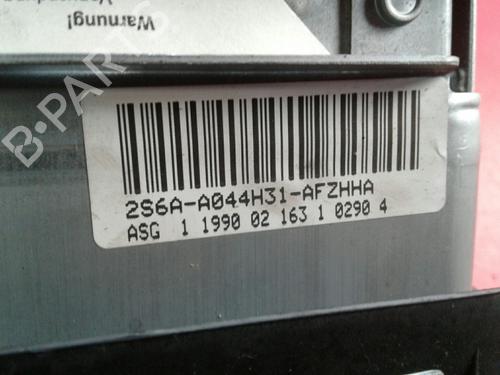 Warnung!
B-PARTS
2S6A-A044H31-AFZHHA
ASG 1 1990 02 163 1 0290 4